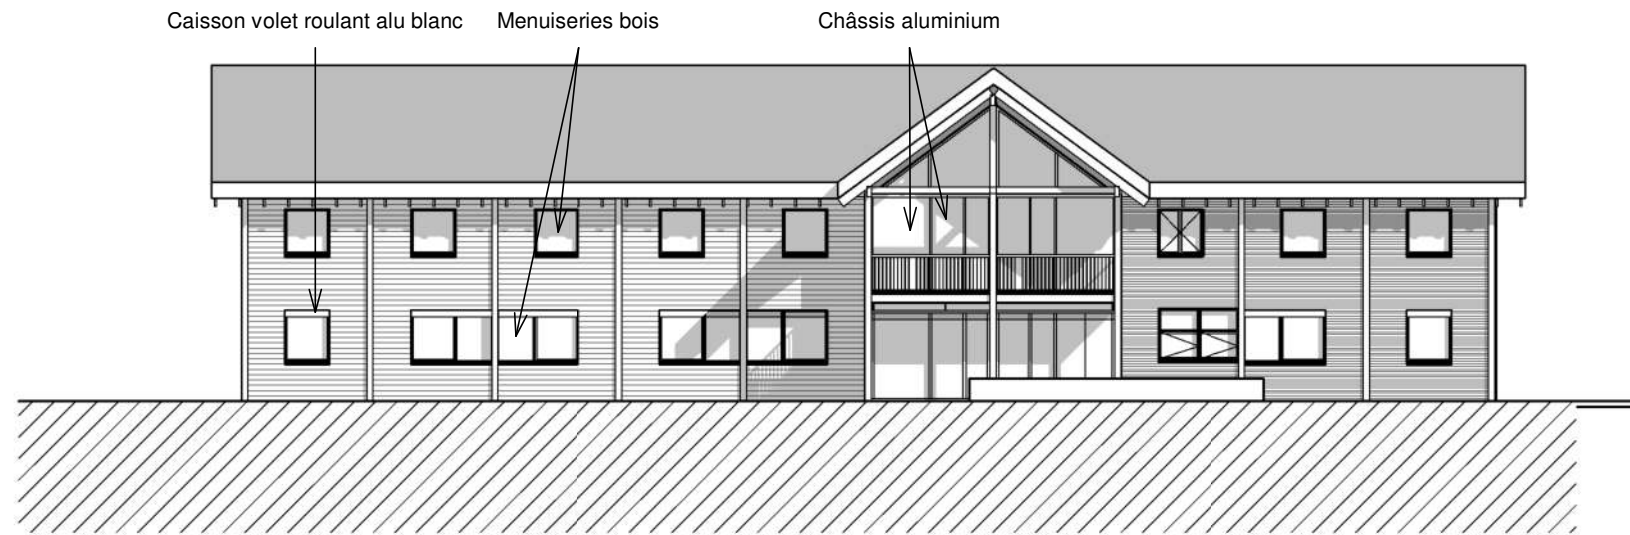 Caisson volet roulant alu blanc
Menuiseries bois
Châssis aluminium